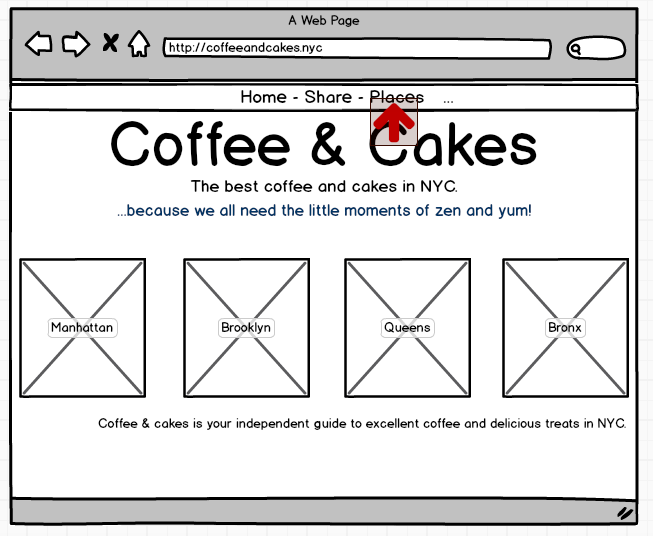 A Web Page
http://coffeeandcakes.nyc
Home - Share - Places ...
Coffee & Cakes
The best coffee and cakes in NYC.
...because we all need the little moments of zen and yum!
Manhattan
Brooklyn
Queens
Bronx
Coffee & cakes is your independent guide to excellent coffee and delicious treats in NYC.